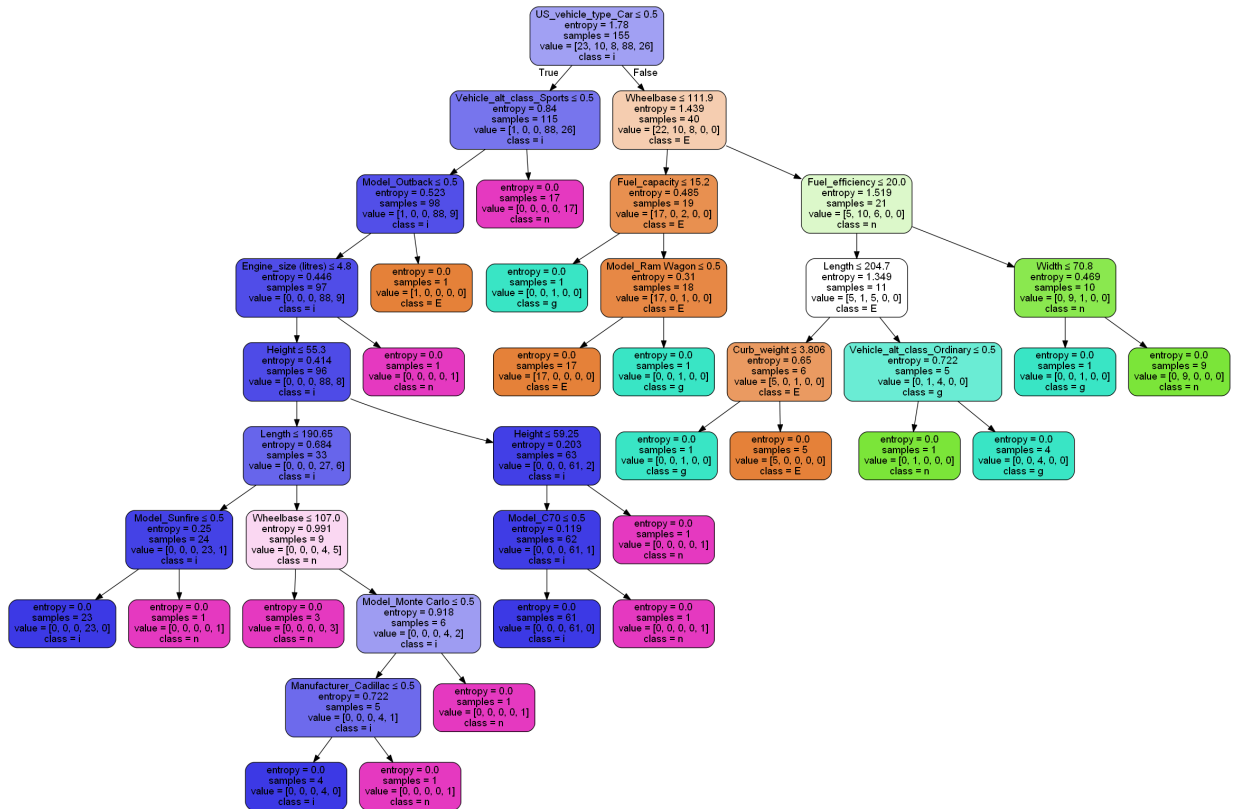 US_vehicle_type_Car ≤ 0.5
entropy = 1.78
samples = 155
value = [23, 10, 8, 88, 26]
class = i
True
False
Vehicle_alt_class_Sports ≤ 0.5
entropy = 0.84
samples = 115
value = [1, 0, 0, 88, 26]
class = i
Wheelbase ≤ 111.9
entropy = 1.439
samples = 40
value = [22, 10, 8, 0, 0]
class = E
Model_Outback ≤ 0.5
entropy = 0.523
samples = 98
value = [1, 0, 0, 88, 9]
class = i
entropy = 0.0
samples = 17
value = [0, 0, 0, 0, 17]
class = n
Fuel_capacity ≤ 15.2
entropy = 0.485
samples = 19
value = [17, 0, 2, 0, 0]
class = E
Fuel_efficiency ≤ 20.0
entropy = 1.519
samples = 21
value = [5, 10, 6, 0, 0]
class = n
Engine_size (litres) ≤ 4.8
entropy = 0.446
samples = 97
value = [0, 0, 0, 88, 9]
class = i
entropy = 0.0
samples = 1
value = [1, 0, 0, 0, 0]
class = E
entropy = 0.0
samples = 1
value = [0, 0, 1, 0, 0]
class = g
Model_Ram Wagon ≤ 0.5
entropy = 0.31
samples = 18
value = [17, 0, 1, 0, 0]
class = E
Length ≤ 204.7
entropy = 1.349
samples = 11
value = [5, 1, 5, 0, 0]
class = E
Width ≤ 70.8
entropy = 0.469
samples = 10
value = [0, 9, 1, 0, 0]
class = n
Height ≤ 55.3
entropy = 0.414
samples = 96
value = [0, 0, 0, 88, 8]
class = i
entropy = 0.0
samples = 1
value = [0, 0, 0, 0, 1]
class = n
entropy = 0.0
samples = 17
value = [17, 0, 0, 0, 0]
class = E
entropy = 0.0
samples = 1
value = [0, 0, 1, 0, 0]
class = g
Curb_weight ≤ 3.806
entropy = 0.65
samples = 6
value = [5, 0, 1, 0, 0]
class = E
Vehicle_alt_class_Ordinary ≤ 0.5
entropy = 0.722
samples = 5
value = [0, 1, 4, 0, 0]
class = g
entropy = 0.0
samples = 1
value = [0, 0, 1, 0, 0]
class = g
entropy = 0.0
samples = 9
value = [0, 9, 0, 0, 0]
class = n
Length ≤ 190.65
entropy = 0.684
samples = 33
value = [0, 0, 0, 27, 6]
class = i
Height ≤ 59.25
entropy = 0.203
samples = 63
value = [0, 0, 0, 61, 2]
class = i
entropy = 0.0
samples = 1
value = [0, 0, 1, 0, 0]
class = g
entropy = 0.0
samples = 5
value = [5, 0, 0, 0, 0]
class = E
entropy = 0.0
samples = 1
value = [0, 1, 0, 0, 0]
class = n
entropy = 0.0
samples = 4
value = [0, 0, 4, 0, 0]
class = g
Model_Sunfire ≤ 0.5
entropy = 0.25
samples = 24
value = [0, 0, 0, 23, 1]
class = i
Wheelbase ≤ 107.0
entropy = 0.991
samples = 9
value = [0, 0, 0, 4, 5]
class = n
Model_C70 ≤ 0.5
entropy = 0.119
samples = 62
value = [0, 0, 0, 61, 1]
class = i
entropy = 0.0
samples = 1
value = [0, 0, 0, 0, 1]
class = n
entropy = 0.0
samples = 23
value = [0, 0, 0, 23, 0]
class = i
entropy = 0.0
samples = 1
value = [0, 0, 0, 0, 1]
class = n
entropy = 0.0
samples = 3
value = [0, 0, 0, 0, 3]
class = n
Model_Monte Carlo ≤ 0.5
entropy = 0.918
samples = 6
value = [0, 0, 0, 4, 2]
class = i
entropy = 0.0
samples = 61
value = [0, 0, 0, 61, 0]
class = i
entropy = 0.0
samples = 1
value = [0, 0, 0, 0, 1]
class = n
Manufacturer_Cadillac ≤ 0.5
entropy = 0.722
samples = 5
value = [0, 0, 0, 4, 1]
class = i
entropy = 0.0
samples = 1
value = [0, 0, 0, 0, 1]
class = n
entropy = 0.0
samples = 4
value = [0, 0, 0, 4, 0]
class = i
entropy = 0.0
samples = 1
value = [0, 0, 0, 0, 1]
class = n